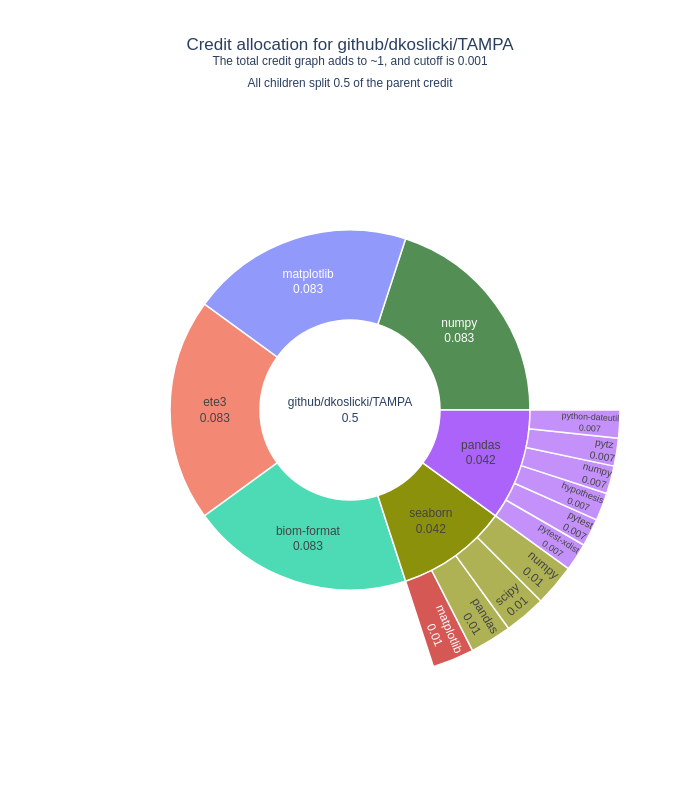 Credit allocation for github/dkoslicki/TAMPA
The total credit graph adds to ~1, and cutoff is 0.001
All children split 0.5 of the parent credit
matplotlib
0.083
numpy
0.083
ete3
0.083
github/dkoslicki/TAMPA
0.5
pandas
0.042
seaborn
0.042
biom-format
0.083
python-dateutil
0.007
pytz
0.007
numpy
0.007
hypothesis
0.007
pytest
0.007
pytest-xdist
0.007
numpy
0.01
scipy
0.01
pandas
0.01
matplotlib
0.01